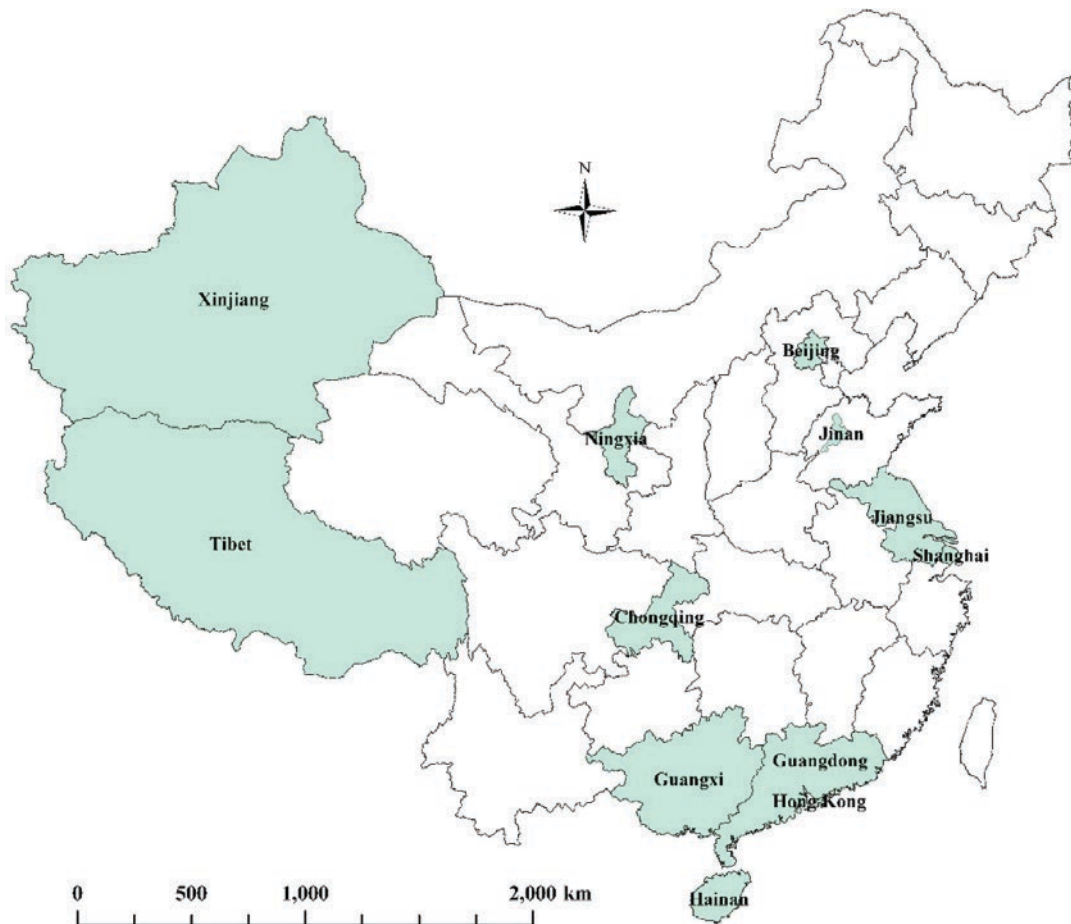 N
Xinjiang
Beijing
Ningxia
Jinan
Jiangsu
Tibet
Shanghai
Chongqing
Guangdong
Guangxi
Hong Kong
0 500 1,000 2,000 km
Hainan